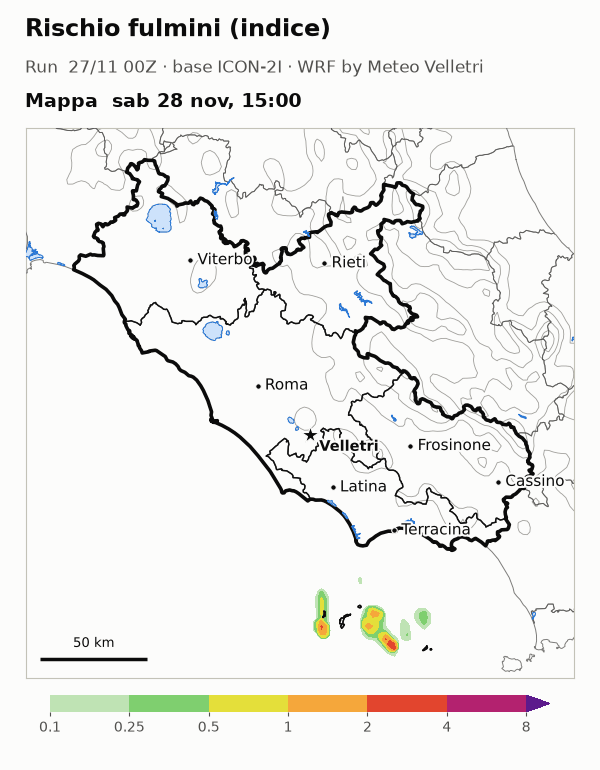 Rischio fulmini (indice)
Run  27/11 00Z · base ICON-2I · WRF by Meteo Velletri
Mappa  sab 28 nov, 15:00
Viterbo
Rieti
Roma
Velletri
Frosinone
Cassino
Latina
Terracina
50 km
0.1 0.25 0.5 1 2 4 8